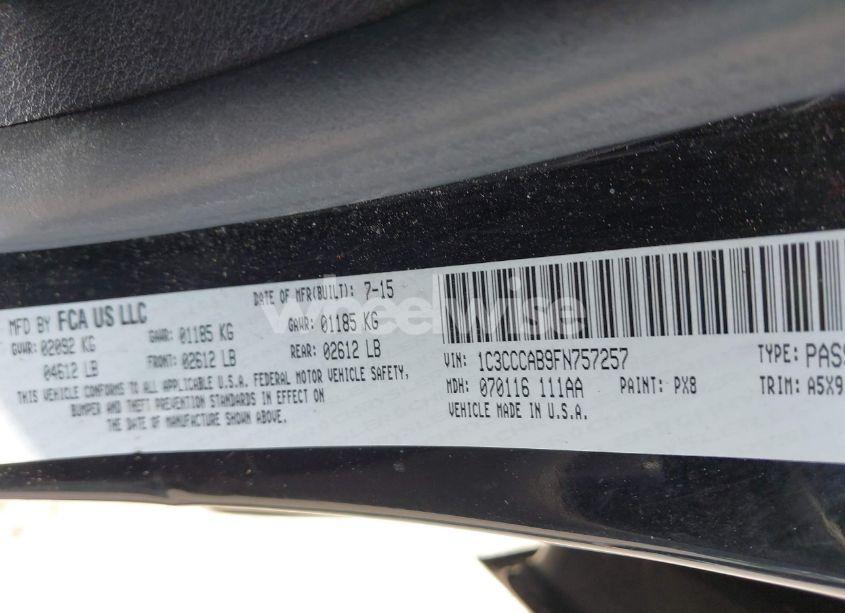 MFD BY FCA US LLC
DATE OF MFR(BUILT): 7-15
GVWR: 02092 KG
GAWR: 01185 KG
GAWR: 01185 KG
04612 LB
FRONT: 02612 LB
REAR: 02612 LB
THIS VEHICLE CONFORMS TO ALL APPLICABLE U.S.A. FEDERAL MOTOR VEHICLE SAFETY,
BUMPER AND THEFT PREVENTION STANDARDS IN EFFECT ON
THE DATE OF MANUFACTURE SHOWN ABOVE.
VIN: 1C3CCCAB9FN757257
TYPE: PASS
MDH: 070116 111AA
PAINT: PX8
TRIM: A5X9
VEHICLE MADE IN U.S.A.
wheelwise